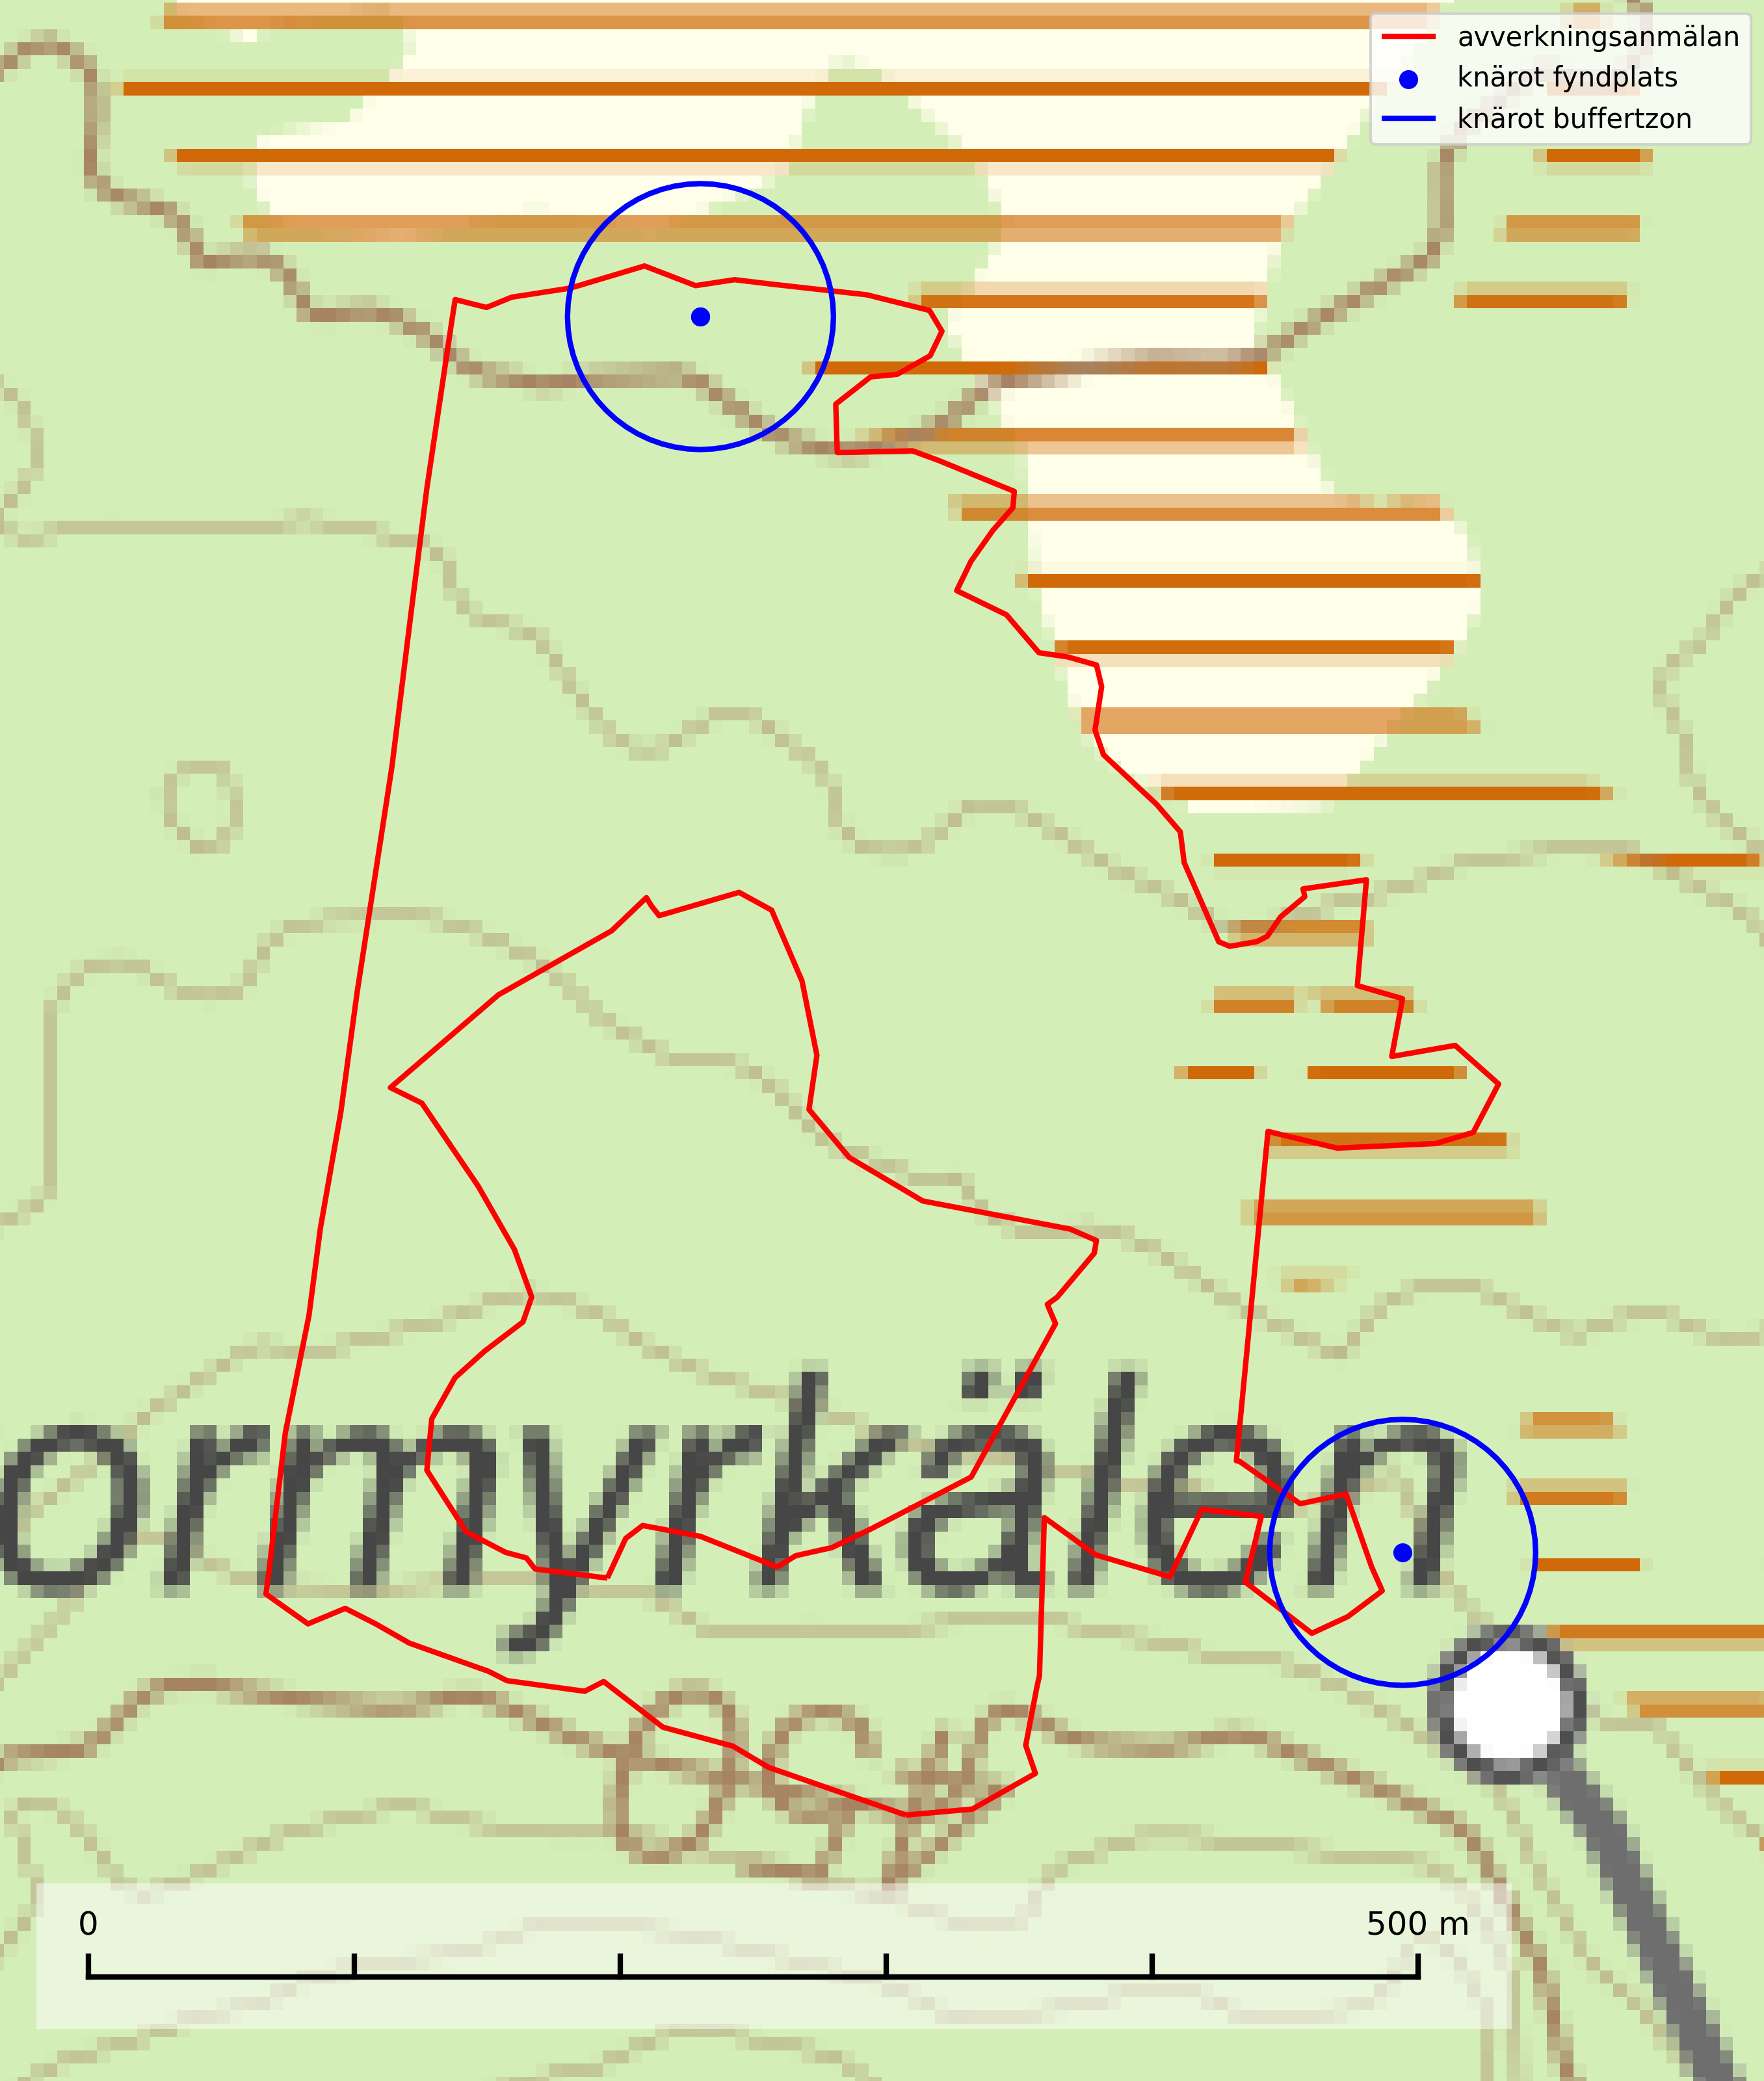 avverkningsanmälan
knärot fyndplats
knärot buffertzon
ormyrkälen
0 500 m